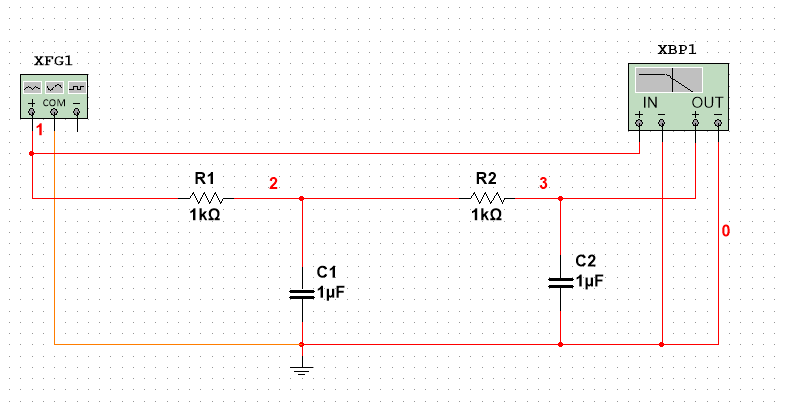 XFG1
XBP1
COM
IN OUT
1
R1
2
R2
3
1kΩ
1kΩ
0
C1
1µF
C2
1µF